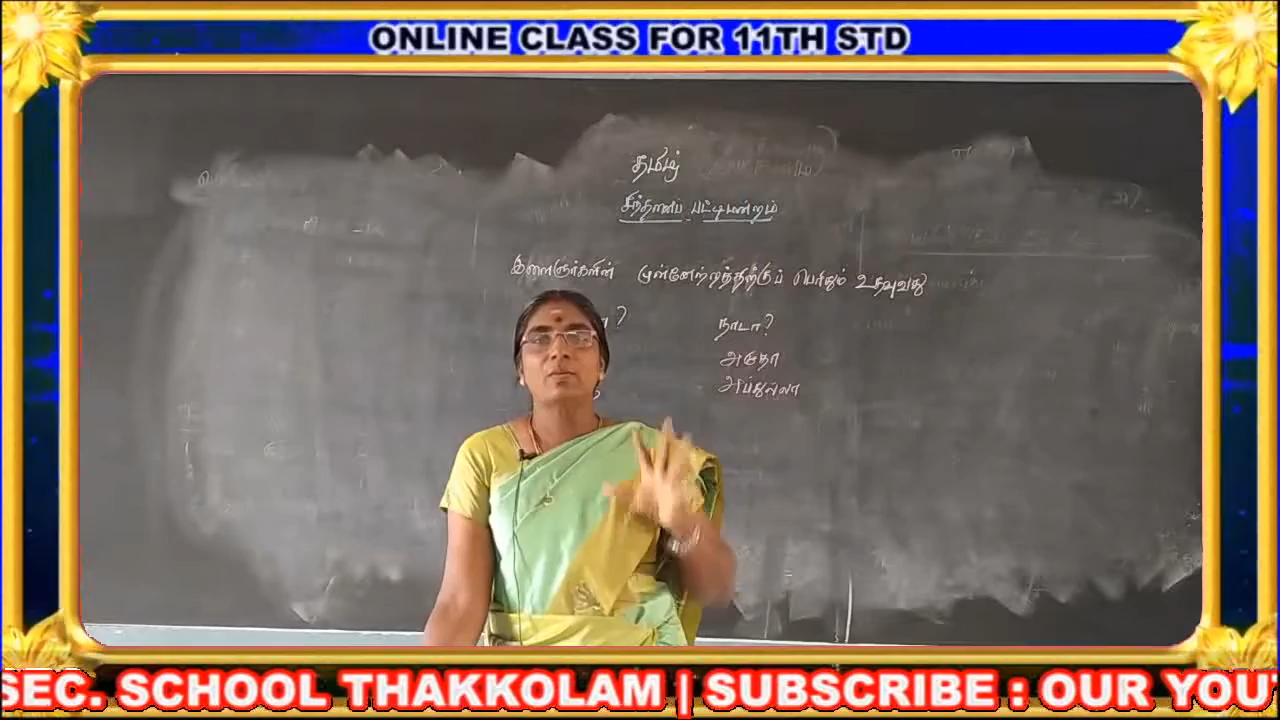 ONLINE CLASS FOR 11TH STD
தமிழ்
சிந்தனைப் பட்டிமன்றம்
இளைஞர்களின் முன்னேற்றத்திற்குப் பெரிதும் உதவுவது
? நாடா?
அமுதா
அப்துல்லா
SEC. SCHOOL THAKKOLAM | SUBSCRIBE : OUR YOU